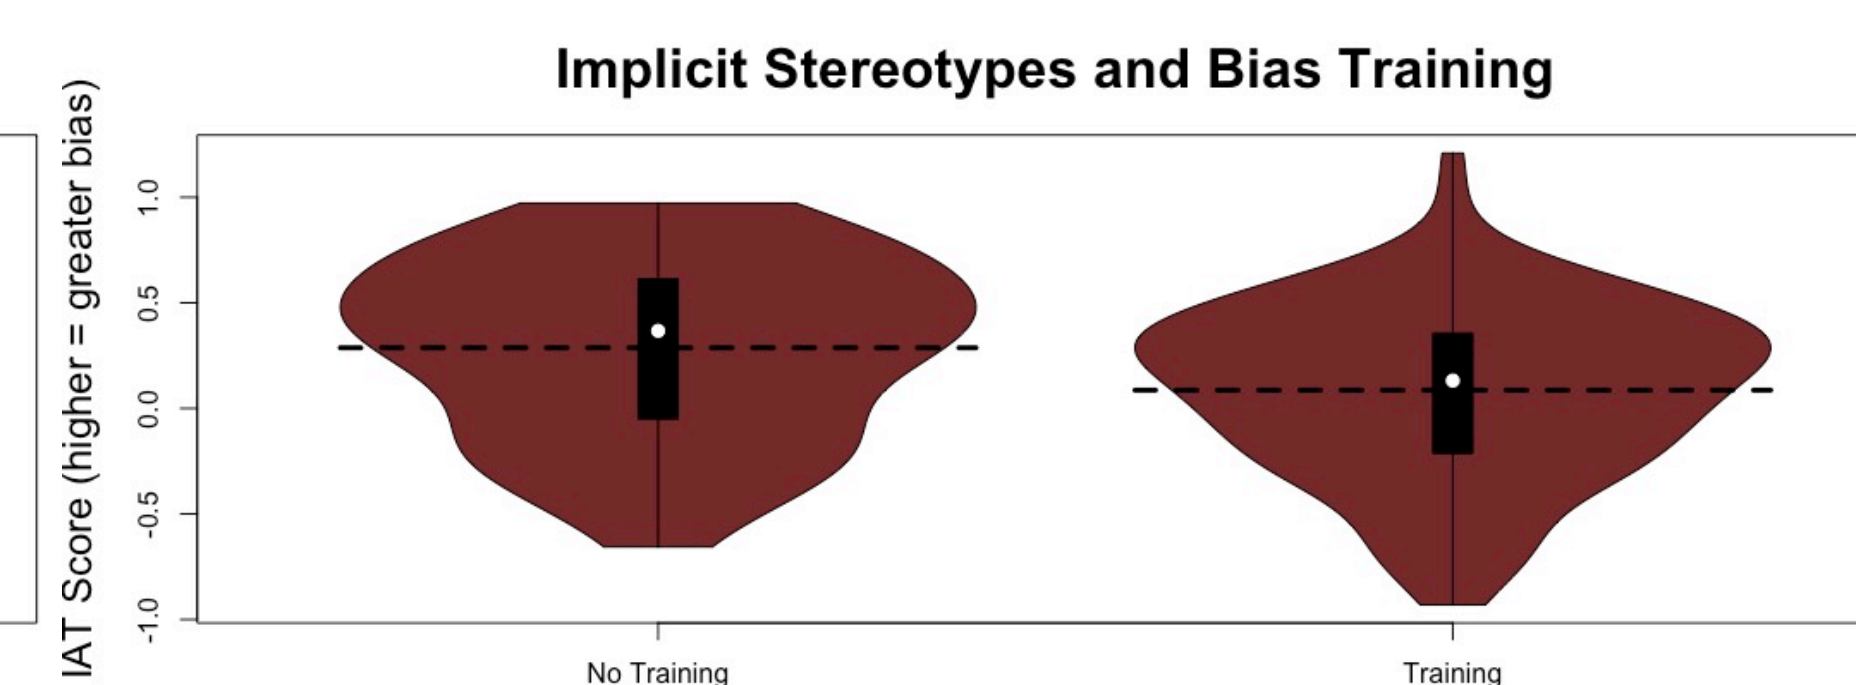 Implicit Stereotypes and Bias Training
IAT Score (higher = greater bias)
1.0
0.5
0.0
-0.5
-1.0
No Training
Training